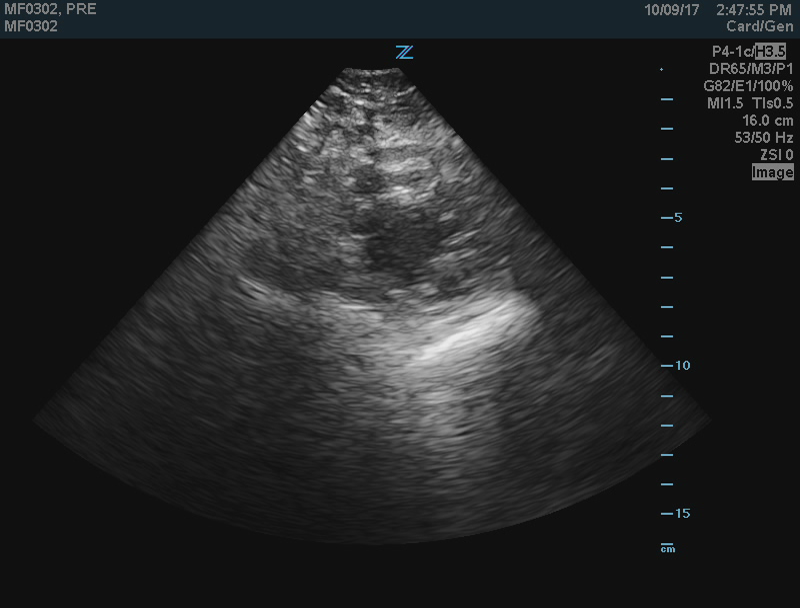 MF0302, PRE
10/09/17 2:47:55 PM
MF0302
Card/Gen
Z
P4-1c/H3.5
DR65/M3/P1
G82/E1/100%
MI1.5 TIs0.5
16.0 cm
53/50 Hz
ZSI 0
Image
5
10
15
cm